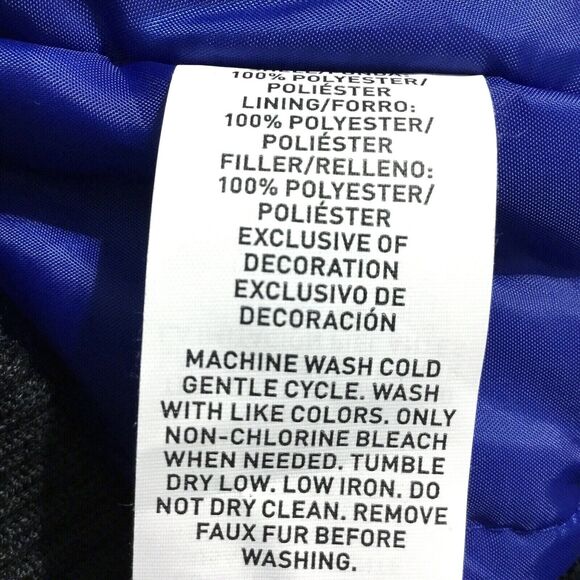 100% POLYESTER/
POLIÉSTER
LINING/FORRO:
100% POLYESTER/
POLIÉSTER
FILLER/RELLENO:
100% POLYESTER/
POLIÉSTER
EXCLUSIVE OF
DECORATION
EXCLUSIVO DE
DECORACIÓN
MACHINE WASH COLD
GENTLE CYCLE. WASH
WITH LIKE COLORS. ONLY
NON-CHLORINE BLEACH
WHEN NEEDED. TUMBLE
DRY LOW. LOW IRON. DO
NOT DRY CLEAN. REMOVE
FAUX FUR BEFORE
WASHING.